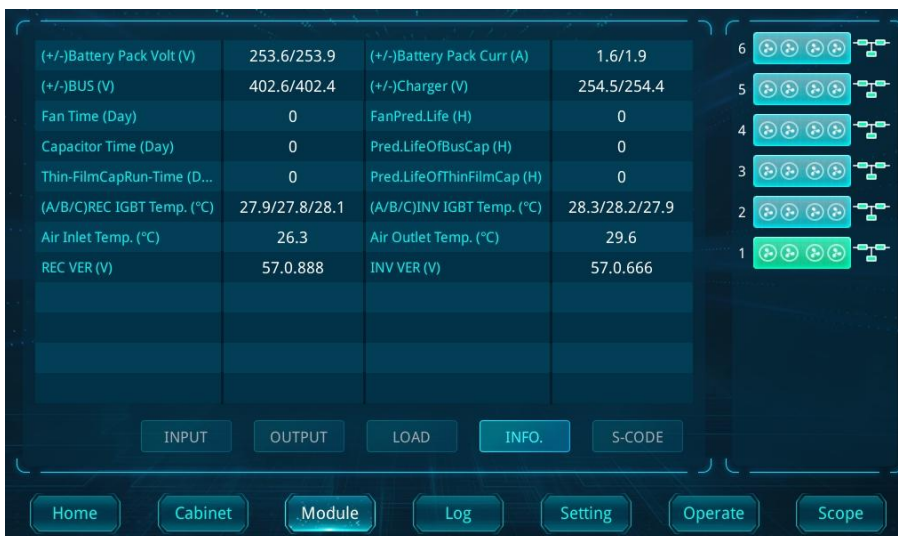 (+/-)Battery Pack Volt (V) 253.6/253.9 (+/-)Battery Pack Curr (A) 1.6/1.9
(+/-)BUS (V) 402.6/402.4 (+/-)Charger (V) 254.5/254.4
Fan Time (Day) 0 FanPred.Life (H) 0
Capacitor Time (Day) 0 Pred.LifeOfBusCap (H) 0
Thin-FilmCapRun-Time (D... 0 Pred.LifeOfThinFilmCap (H) 0
(A/B/C)REC IGBT Temp. (°C) 27.9/27.8/28.1 (A/B/C)INV IGBT Temp. (°C) 28.3/28.2/27.9
Air Inlet Temp. (°C) 26.3 Air Outlet Temp. (°C) 29.6
REC VER (V) 57.0.888 INV VER (V) 57.0.666
INPUT OUTPUT LOAD INFO. S-CODE
6
5
4
3
2
1
Home Cabinet Module Log Setting Operate Scope